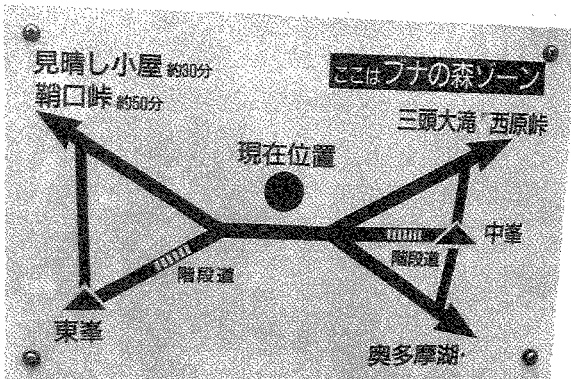 見晴し小屋 約30分
鞘口峠 約50分
ここはブナの森ゾーン
三頭大滝 西原峠
現在位置
中峯
階段道
階段道
東峯
奥多摩湖